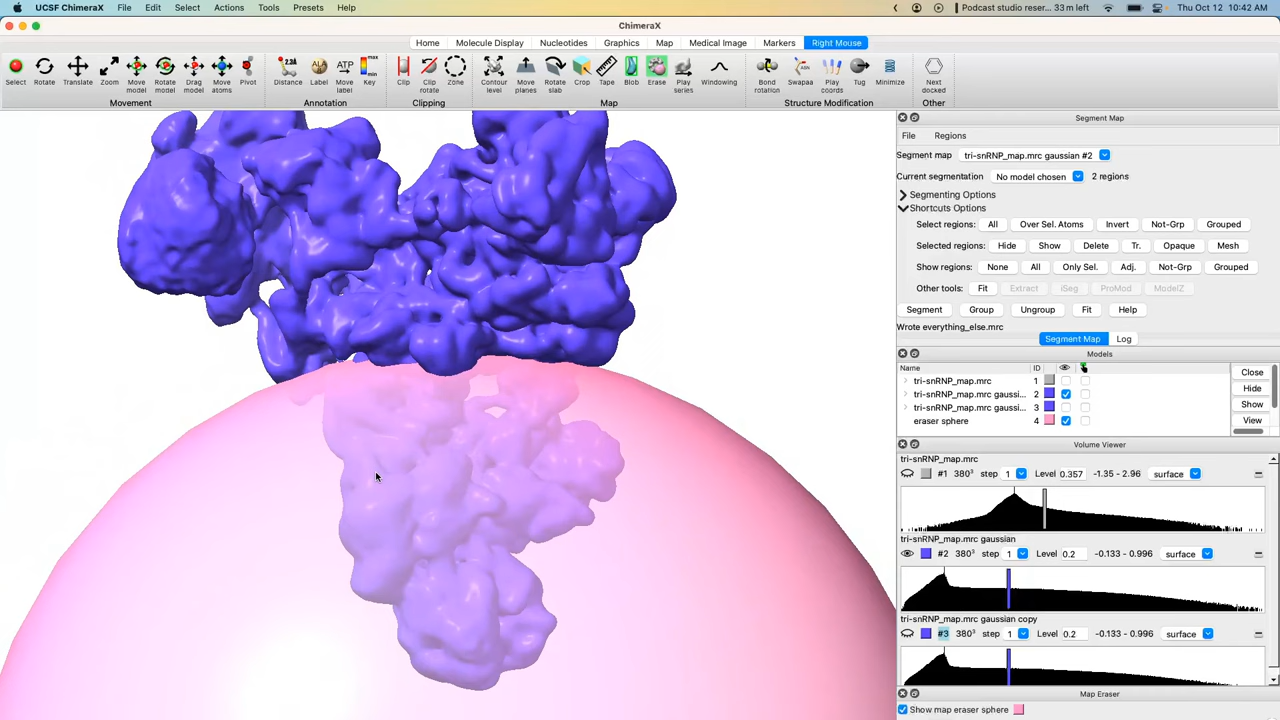 UCSF ChimeraX File Edit Select Actions Tools Presets Help Podcast studio reser... 33 m left Thu Oct 12 10:42 AM
ChimeraX
Home Molecule Display Nucleotides Graphics Map Medical Image Markers Right Mouse
Select Rotate Translate Zoom Move model Rotate model Drag model Move atoms Pivot 2.3Å Distance Label ATP Move label max min Key Clip Clip rotate Zone Contour level Move planes Rotate slab Crop Tape Blob Erase Play series Windowing Bond rotation Swapaa Play coords Tug Minimize Next docked
Movement Annotation Clipping Map Structure Modification Other
Segment Map
File Regions
Segment map tri-snRNP_map.mrc gaussian #2
Current segmentation No model chosen 2 regions
Segmenting Options
Shortcuts Options
Select regions: All Over Sel. Atoms Invert Not-Grp Grouped
Selected regions: Hide Show Delete Tr. Opaque Mesh
Show regions: None All Only Sel. Adj. Not-Grp Grouped
Other tools: Fit Extract iSeg ProMod ModelZ
Segment Group Ungroup Fit Help
Wrote everything_else.mrc
Segment Map Log
Models
Name ID
tri-snRNP_map.mrc 1
tri-snRNP_map.mrc gaussi... 2
tri-snRNP_map.mrc gaussi... 3
eraser sphere 4
Close
Hide
Show
View
Volume Viewer
tri-snRNP_map.mrc
#1 380³ step 1 Level 0.357 -1.35 - 2.96 surface
tri-snRNP_map.mrc gaussian
#2 380³ step 1 Level 0.2 -0.133 - 0.996 surface
tri-snRNP_map.mrc gaussian copy
#3 380³ step 1 Level 0.2 -0.133 - 0.996 surface
Map Eraser
Show map eraser sphere